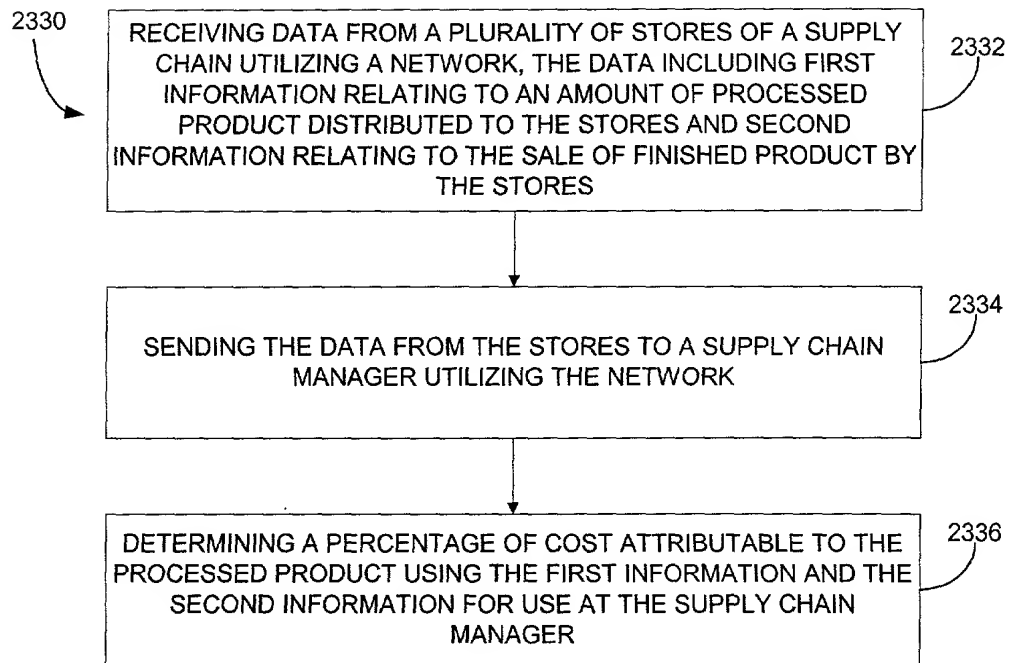 2330
RECEIVING DATA FROM A PLURALITY OF STORES OF A SUPPLY
CHAIN UTILIZING A NETWORK, THE DATA INCLUDING FIRST
INFORMATION RELATING TO AN AMOUNT OF PROCESSED
PRODUCT DISTRIBUTED TO THE STORES AND SECOND
INFORMATION RELATING TO THE SALE OF FINISHED PRODUCT BY
THE STORES
2332
SENDING THE DATA FROM THE STORES TO A SUPPLY CHAIN
MANAGER UTILIZING THE NETWORK
2334
DETERMINING A PERCENTAGE OF COST ATTRIBUTABLE TO THE
PROCESSED PRODUCT USING THE FIRST INFORMATION AND THE
SECOND INFORMATION FOR USE AT THE SUPPLY CHAIN
MANAGER
2336